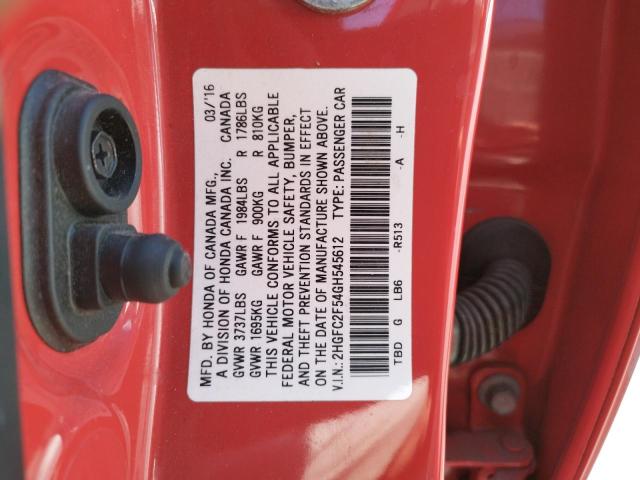 MFD. BY HONDA OF CANADA MFG., 03/'16
A DIVISION OF HONDA CANADA INC. CANADA
GVWR 3737LBS GAWR F 1984LBS R 1786LBS
GVWR 1695KG GAWR F 900KG R 810KG
THIS VEHICLE CONFORMS TO ALL APPLICABLE
FEDERAL MOTOR VEHICLE SAFETY, BUMPER,
AND THEFT PREVENTION STANDARDS IN EFFECT
ON THE DATE OF MANUFACTURE SHOWN ABOVE.
V.I.N.:2HGFC2F54GH545612 TYPE: PASSENGER CAR
TBD G LB6 -R513 -A -H